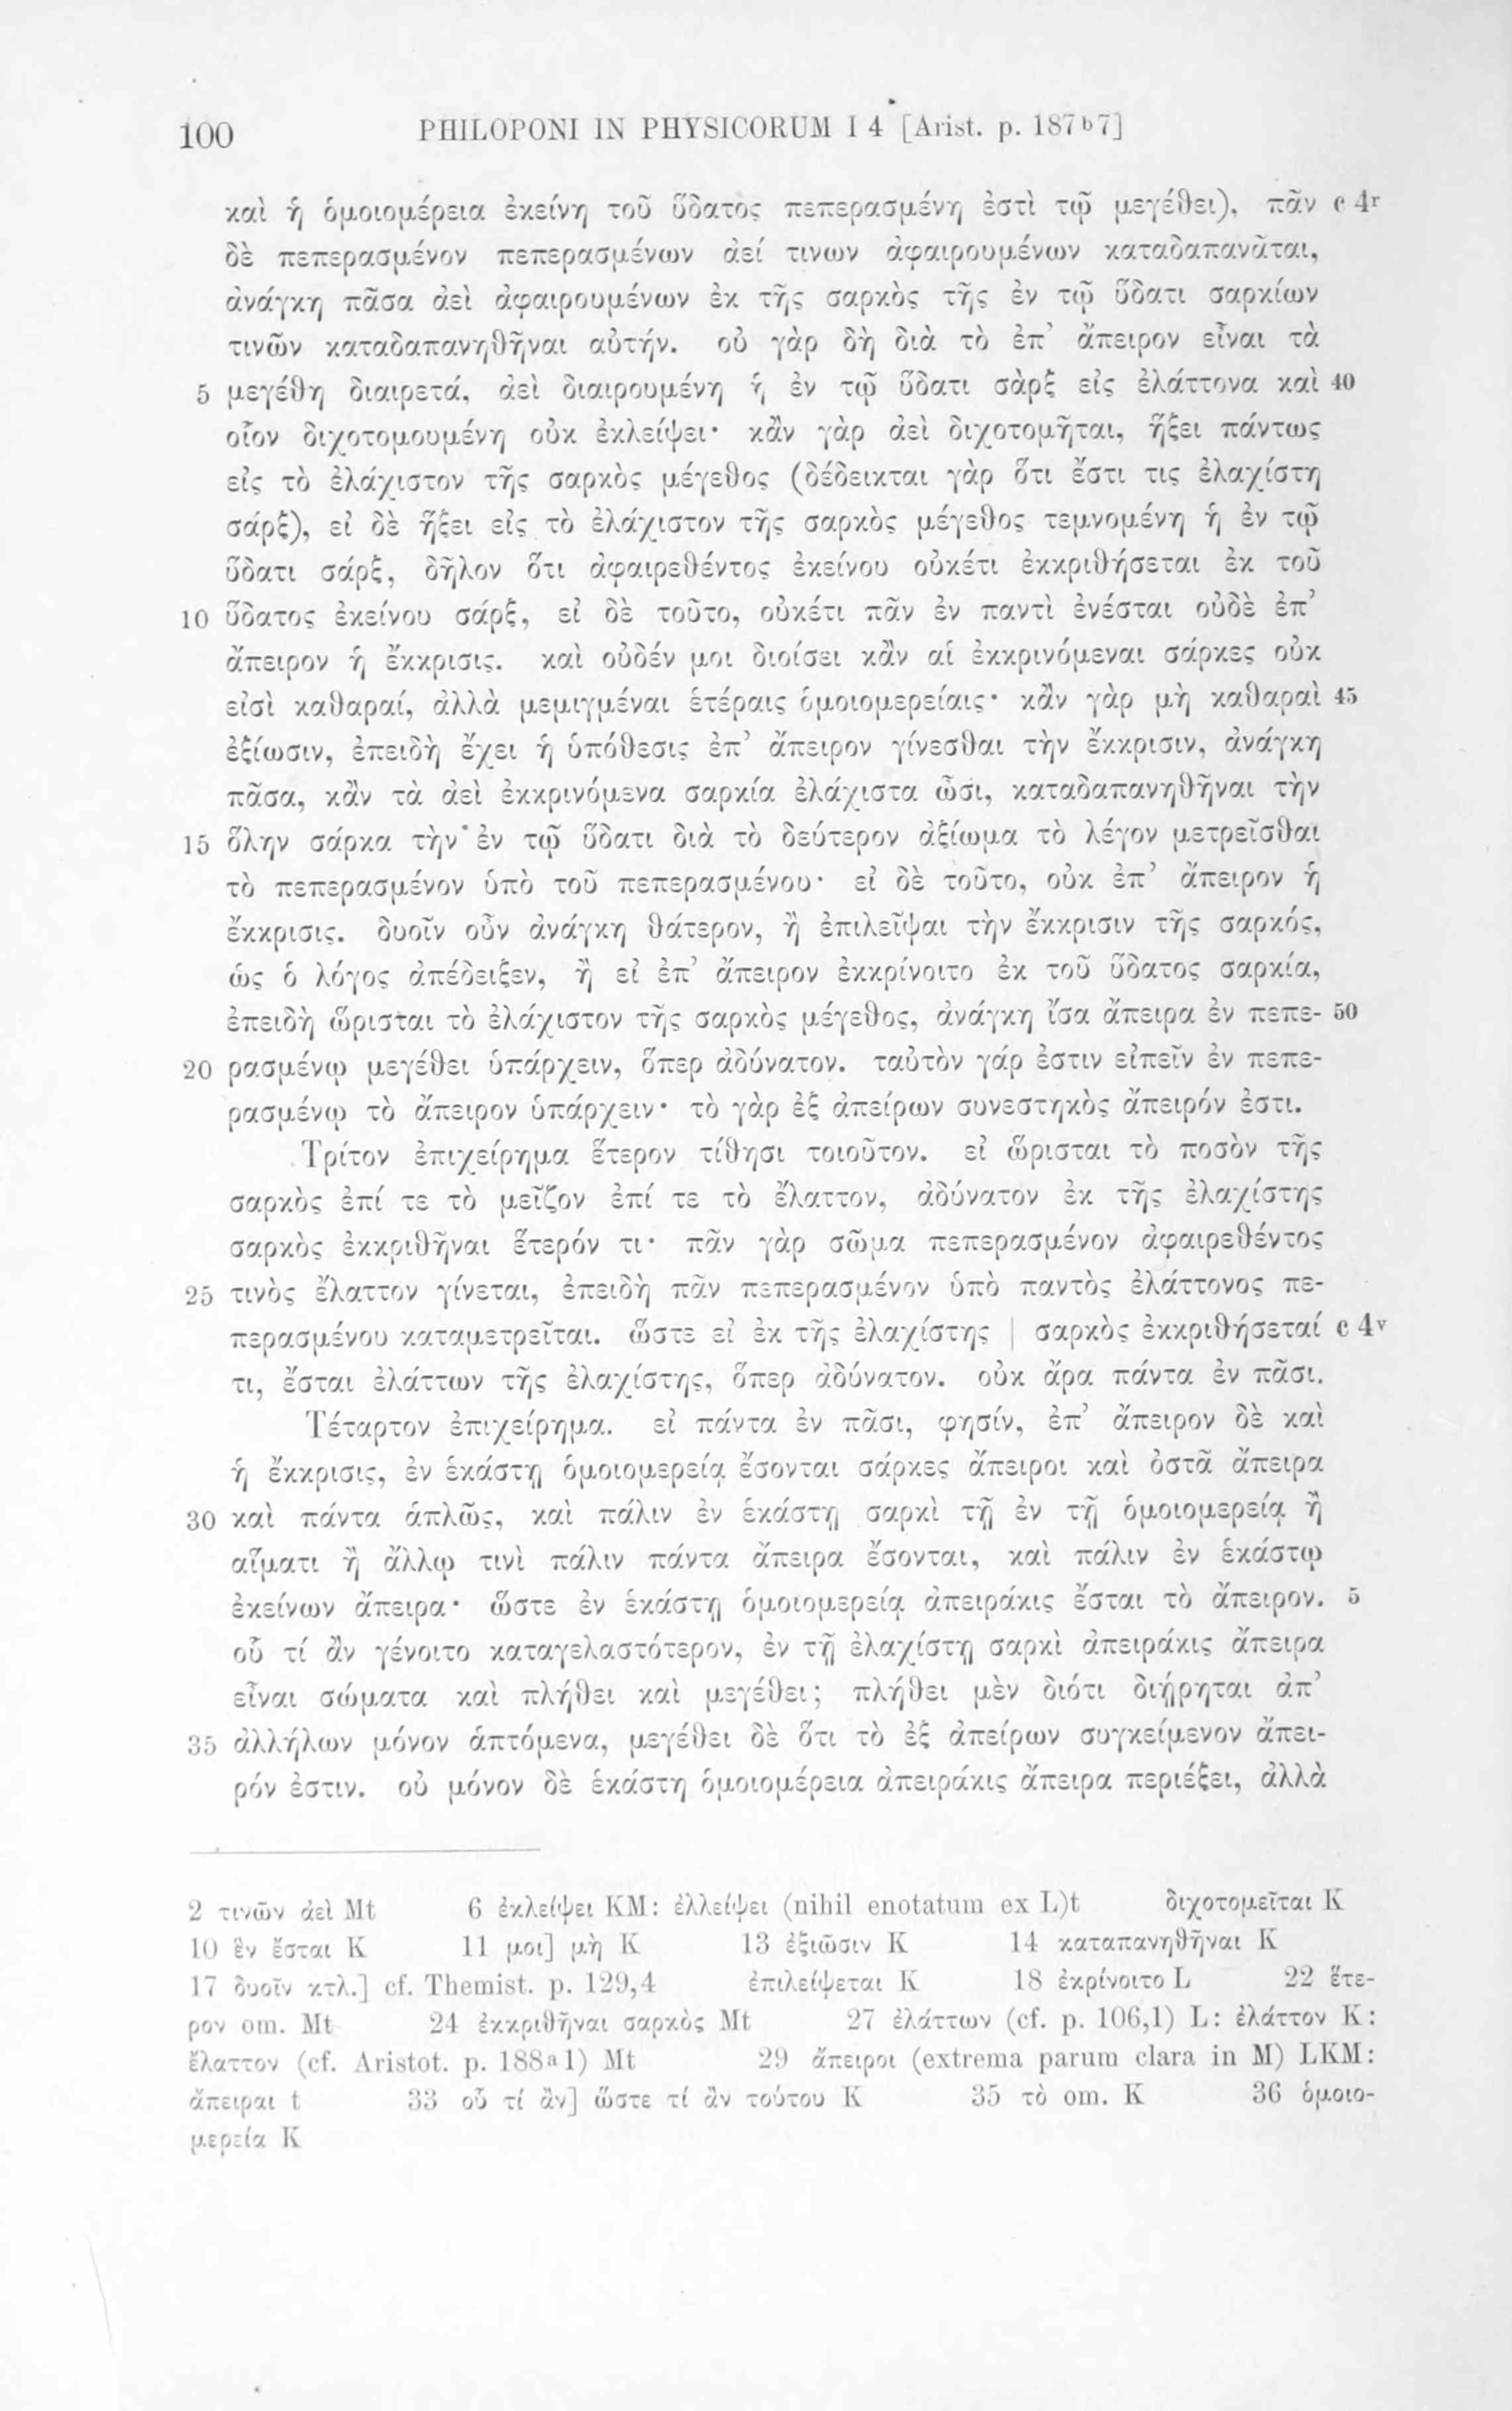 100 PHILOPONI IN PHYSICORUM I 4 [Arist. p. 187ᵇ7]
καὶ ἡ ὁμοιομέρεια ἐκείνη τοῦ ὕδατος πεπερασμένη ἐστὶ τῷ μεγέθει), πᾶν c 4ʳ
δὲ πεπερασμένον πεπερασμένων ἀεί τινων ἀφαιρουμένων καταδαπανᾶται,
ἀνάγκη πᾶσα ἀεὶ ἀφαιρουμένων ἐκ τῆς σαρκὸς τῆς ἐν τῷ ὕδατι σαρκίων
τινῶν καταδαπανηθῆναι αὐτήν. οὐ γὰρ δὴ διὰ τὸ ἐπ’ ἄπειρον εἶναι τὰ
5 μεγέθη διαιρετά, ἀεὶ διαιρουμένη ἡ ἐν τῷ ὕδατι σὰρξ εἰς ἐλάττονα καὶ 40
οἷον διχοτομουμένη οὐκ ἐκλείψει· κἂν γὰρ ἀεὶ διχοτομῆται, ἥξει πάντως
εἰς τὸ ἐλάχιστον τῆς σαρκὸς μέγεθος (δέδεικται γὰρ ὅτι ἔστι τις ἐλαχίστη
σάρξ), εἰ δὲ ἥξει εἰς τὸ ἐλάχιστον τῆς σαρκὸς μέγεθος τεμνομένη ἡ ἐν τῷ
ὕδατι σάρξ, δῆλον ὅτι ἀφαιρεθέντος ἐκείνου οὐκέτι ἐκκριθήσεται ἐκ τοῦ
10 ὕδατος ἐκείνου σάρξ, εἰ δὲ τοῦτο, οὐκέτι πᾶν ἐν παντὶ ἐνέσται οὐδὲ ἐπ’
ἄπειρον ἡ ἔκκρισις. καὶ οὐδέν μοι διοίσει κἂν αἱ ἐκκρινόμεναι σάρκες οὐκ
εἰσὶ καθαραί, ἀλλὰ μεμιγμέναι ἑτέραις ὁμοιομερείαις· κἂν γὰρ μὴ καθαραὶ 45
ἐξίωσιν, ἐπειδὴ ἔχει ἡ ὑπόθεσις ἐπ’ ἄπειρον γίνεσθαι τὴν ἔκκρισιν, ἀνάγκη
πᾶσα, κἂν τὰ ἀεὶ ἐκκρινόμενα σαρκία ἐλάχιστα ὦσι, καταδαπανηθῆναι τὴν
15 ὅλην σάρκα τὴν ἐν τῷ ὕδατι διὰ τὸ δεύτερον ἀξίωμα τὸ λέγον μετρεῖσθαι
τὸ πεπερασμένον ὑπὸ τοῦ πεπερασμένου· εἰ δὲ τοῦτο, οὐκ ἐπ’ ἄπειρον ἡ
ἔκκρισις. δυοῖν οὖν ἀνάγκη θάτερον, ἢ ἐπιλεῖψαι τὴν ἔκκρισιν τῆς σαρκός,
ὡς ὁ λόγος ἀπέδειξεν, ἢ εἰ ἐπ’ ἄπειρον ἐκκρίνοιτο ἐκ τοῦ ὕδατος σαρκία,
ἐπειδὴ ὥρισται τὸ ἐλάχιστον τῆς σαρκὸς μέγεθος, ἀνάγκη ἴσα ἄπειρα ἐν πεπε- 50
20 ρασμένῳ μεγέθει ὑπάρχειν, ὅπερ ἀδύνατον. ταὐτὸν γάρ ἐστιν εἰπεῖν ἐν πεπε-
ρασμένῳ τὸ ἄπειρον ὑπάρχειν· τὸ γὰρ ἐξ ἀπείρων συνεστηκὸς ἄπειρόν ἐστι.
Τρίτον ἐπιχείρημα ἕτερον τίθησι τοιοῦτον. εἰ ὥρισται τὸ ποσὸν τῆς
σαρκὸς ἐπί τε τὸ μεῖζον ἐπί τε τὸ ἔλαττον, ἀδύνατον ἐκ τῆς ἐλαχίστης
σαρκὸς ἐκκριθῆναι ἕτερόν τι· πᾶν γὰρ σῶμα πεπερασμένον ἀφαιρεθέντος
25 τινὸς ἔλαττον γίνεται, ἐπειδὴ πᾶν πεπερασμένον ὑπὸ παντὸς ἐλάττονος πε-
περασμένου καταμετρεῖται. ὥστε εἰ ἐκ τῆς ἐλαχίστης | σαρκὸς ἐκκριθήσεταί c 4ᵛ
τι, ἔσται ἐλάττων τῆς ἐλαχίστης, ὅπερ ἀδύνατον. οὐκ ἄρα πάντα ἐν πᾶσι.
Τέταρτον ἐπιχείρημα. εἰ πάντα ἐν πᾶσι, φησίν, ἐπ’ ἄπειρον δὲ καὶ
ἡ ἔκκρισις, ἐν ἑκάστῃ ὁμοιομερείᾳ ἔσονται σάρκες ἄπειροι καὶ ὀστᾶ ἄπειρα
30 καὶ πάντα ἁπλῶς, καὶ πάλιν ἐν ἑκάστῃ σαρκὶ τῇ ἐν τῇ ὁμοιομερείᾳ ἢ
αἵματι ἢ ἄλλῳ τινὶ πάλιν πάντα ἄπειρα ἔσονται, καὶ πάλιν ἐν ἑκάστῳ
ἐκείνων ἄπειρα· ὥστε ἐν ἑκάστῃ ὁμοιομερείᾳ ἀπειράκις ἔσται τὸ ἄπειρον. 5
οὗ τί ἂν γένοιτο καταγελαστότερον, ἐν τῇ ἐλαχίστῃ σαρκὶ ἀπειράκις ἄπειρα
εἶναι σώματα καὶ πλήθει καὶ μεγέθει; πλήθει μὲν διότι διῄρηται ἀπ’
35 ἀλλήλων μόνον ἁπτόμενα, μεγέθει δὲ ὅτι τὸ ἐξ ἀπείρων συγκείμενον ἄπει-
ρόν ἐστιν. οὐ μόνον δὲ ἑκάστη ὁμοιομέρεια ἀπειράκις ἄπειρα περιέξει, ἀλλὰ
2 τινῶν ἀεὶ Mt 6 ἐκλείψει KM: ἐλλείψει (nihil enotatum ex L)t διχοτομεῖται K
10 ἓν ἔσται K 11 μοι] μὴ K 13 ἐξιῶσιν K 14 καταπανηθῆναι K
17 δυοῖν κτλ.] cf. Themist. p. 129,4 ἐπιλείψεται K 18 ἐκρίνοιτο L 22 ἕτε-
ρον om. Mt 24 ἐκκριθῆναι σαρκὸς Mt 27 ἐλάττων (cf. p. 106,1) L: ἐλάττον K:
ἔλαττον (cf. Aristot. p. 188ᵃ1) Mt 29 ἄπειροι (extrema parum clara in M) LKM:
ἄπειραι t 33 οὗ τί ἂν] ὥστε τί ἂν τούτου K 35 τὸ om. K 36 ὁμοιο-
μερεία K